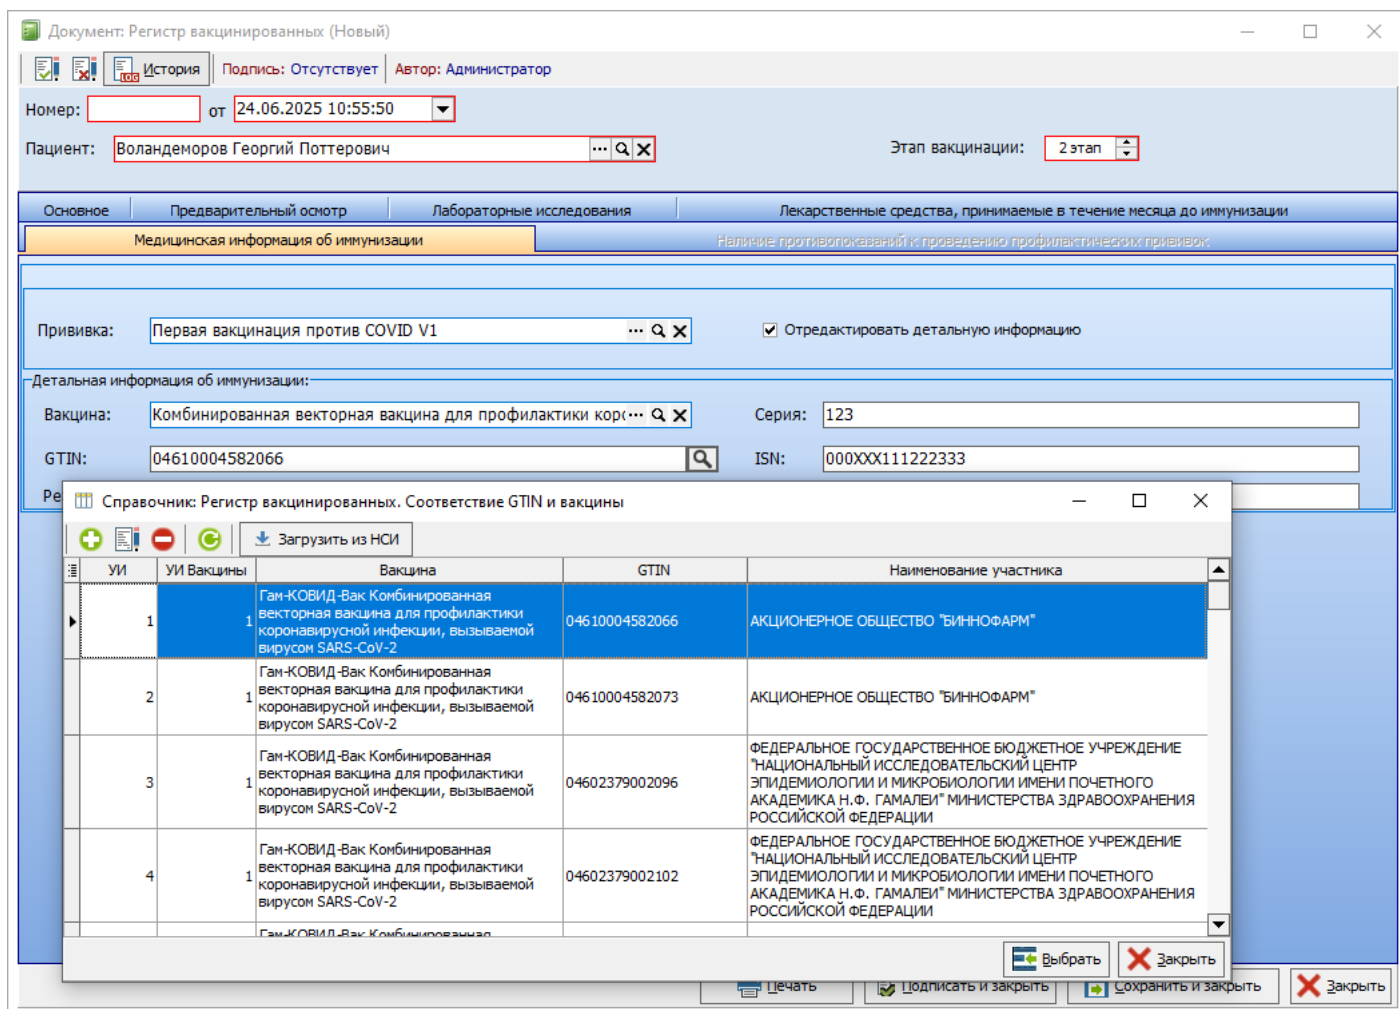 Документ: Регистр вакцинированных (Новый)
LOG История Подпись: Отсутствует Автор: Администратор
Номер: от 24.06.2025 10:55:50
Пациент: Воландеморов Георгий Поттерович Этап вакцинации: 2 этап
Основное Предварительный осмотр Лабораторные исследования Лекарственные средства, принимаемые в течение месяца до иммунизации
Медицинская информация об иммунизации Наличие противопоказаний к проведению профилактических прививок
Прививка: Первая вакцинация против COVID V1 Отредактировать детальную информацию
Детальная информация об иммунизации:
Вакцина: Комбинированная векторная вакцина для профилактики корс Серия: 123
GTIN: 04610004582066 ISN: 000XXX111222333
Ре
Справочник: Регистр вакцинированных. Соответствие GTIN и вакцины
Загрузить из НСИ
УИ УИ Вакцины Вакцина GTIN Наименование участника
1 1 Гам-КОВИД-Вак Комбинированная
векторная вакцина для профилактики
коронавирусной инфекции, вызываемой
вирусом SARS-CoV-2
04610004582066 АКЦИОНЕРНОЕ ОБЩЕСТВО "БИННОФАРМ"
2 1 Гам-КОВИД-Вак Комбинированная
векторная вакцина для профилактики
коронавирусной инфекции, вызываемой
вирусом SARS-CoV-2
04610004582073 АКЦИОНЕРНОЕ ОБЩЕСТВО "БИННОФАРМ"
3 1 Гам-КОВИД-Вак Комбинированная
векторная вакцина для профилактики
коронавирусной инфекции, вызываемой
вирусом SARS-CoV-2
04602379002096
ФЕДЕРАЛЬНОЕ ГОСУДАРСТВЕННОЕ БЮДЖЕТНОЕ УЧРЕЖДЕНИЕ
"НАЦИОНАЛЬНЫЙ ИССЛЕДОВАТЕЛЬСКИЙ ЦЕНТР
ЭПИДЕМИОЛОГИИ И МИКРОБИОЛОГИИ ИМЕНИ ПОЧЕТНОГО
АКАДЕМИКА Н.Ф. ГАМАЛЕИ" МИНИСТЕРСТВА ЗДРАВООХРАНЕНИЯ
РОССИЙСКОЙ ФЕДЕРАЦИИ
4 1 Гам-КОВИД-Вак Комбинированная
векторная вакцина для профилактики
коронавирусной инфекции, вызываемой
вирусом SARS-CoV-2
04602379002102
ФЕДЕРАЛЬНОЕ ГОСУДАРСТВЕННОЕ БЮДЖЕТНОЕ УЧРЕЖДЕНИЕ
"НАЦИОНАЛЬНЫЙ ИССЛЕДОВАТЕЛЬСКИЙ ЦЕНТР
ЭПИДЕМИОЛОГИИ И МИКРОБИОЛОГИИ ИМЕНИ ПОЧЕТНОГО
АКАДЕМИКА Н.Ф. ГАМАЛЕИ" МИНИСТЕРСТВА ЗДРАВООХРАНЕНИЯ
РОССИЙСКОЙ ФЕДЕРАЦИИ
Гам-КОВИД-Вак Комбинированная
Выбрать Закрыть
Печать Подписать и закрыть Сохранить и закрыть Закрыть